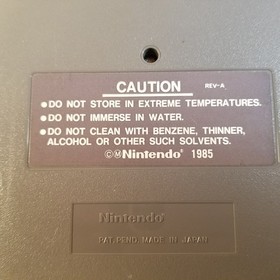 CAUTION REV-A
●DO NOT STORE IN EXTREME TEMPERATURES.
●DO NOT IMMERSE IN WATER.
●DO NOT CLEAN WITH BENZENE, THINNER,
ALCOHOL OR OTHER SUCH SOLVENTS.
©ⓂNintendo® 1985
Nintendo®
PAT. PEND. MADE IN JAPAN